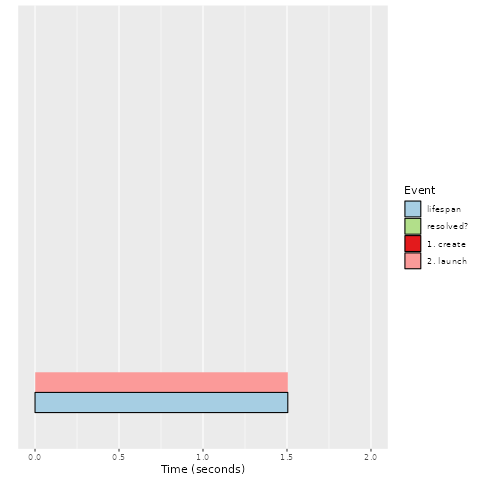 Event
lifespan
resolved?
1. create
2. launch
0.0 0.5 1.0 1.5 2.0
Time (seconds)